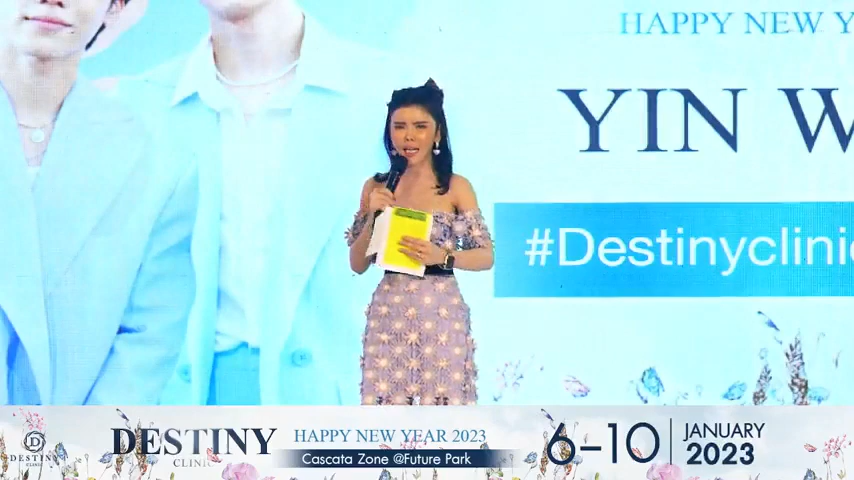 HAPPY NEW Y
YIN W
#Destinyclinic
D
DESTINY
CLINIC
DESTINY
CLINIC
HAPPY NEW YEAR 2023
Cascata Zone @Future Park
6–10
JANUARY
2023